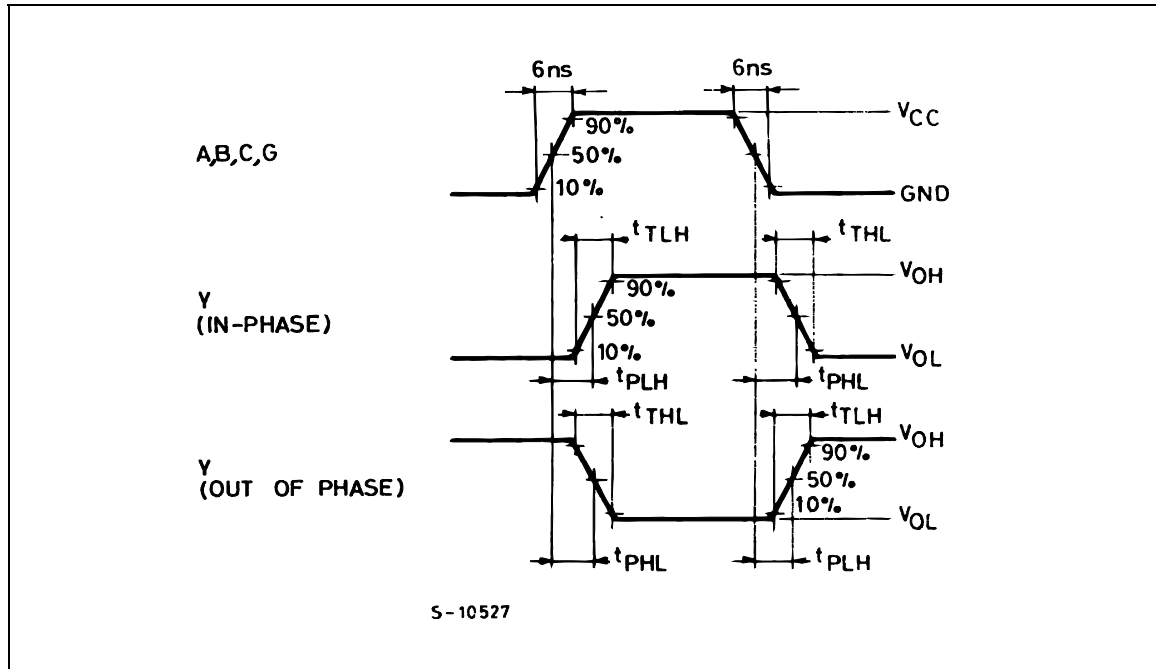 6ns 6ns
VCC
90%
A,B,C,G 50%
10%
GND
tTLH tTHL
VOH
90%
Y
(IN-PHASE) 50%
10%
VOL
tPLH tPHL
tTHL tTLH
VOH
90%
Y 50%
(OUT OF PHASE)
10%
VOL
tPHL tPLH
S-10527